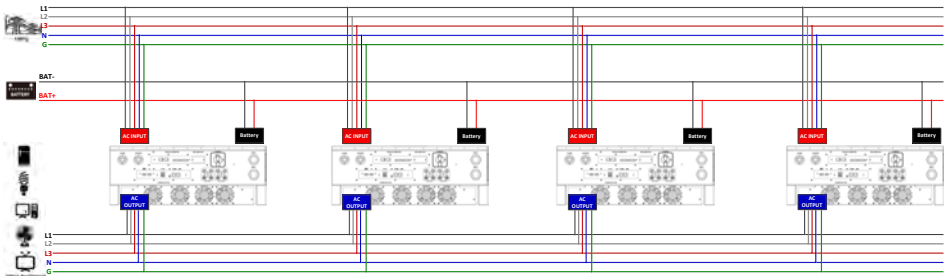 L1
L2
L3
N
G
BAT-
BATTERY
BAT+
AC INPUT
Battery
AC INPUT
Battery
AC INPUT
Battery
AC INPUT
Battery
AC
OUTPUT
AC
OUTPUT
AC
OUTPUT
AC
OUTPUT
L1
L2
L3
N
G